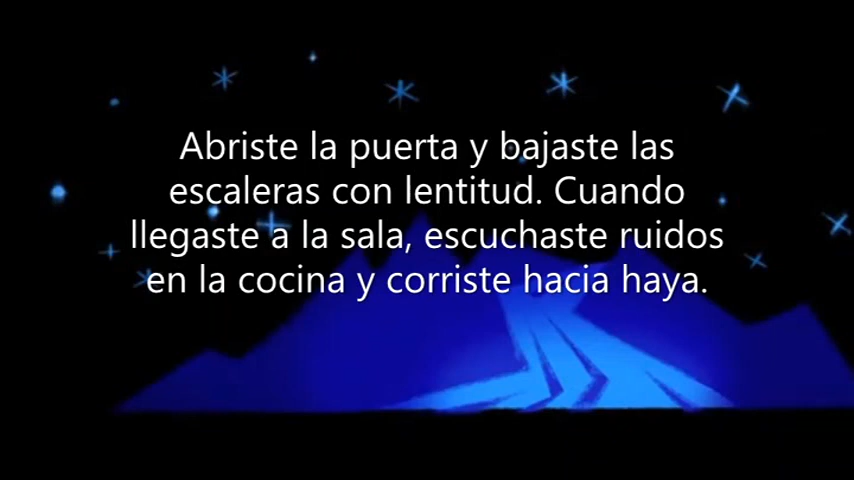 Abriste la puerta y bajaste las
escaleras con lentitud. Cuando
llegaste a la sala, escuchaste ruidos
en la cocina y corriste hacia haya.